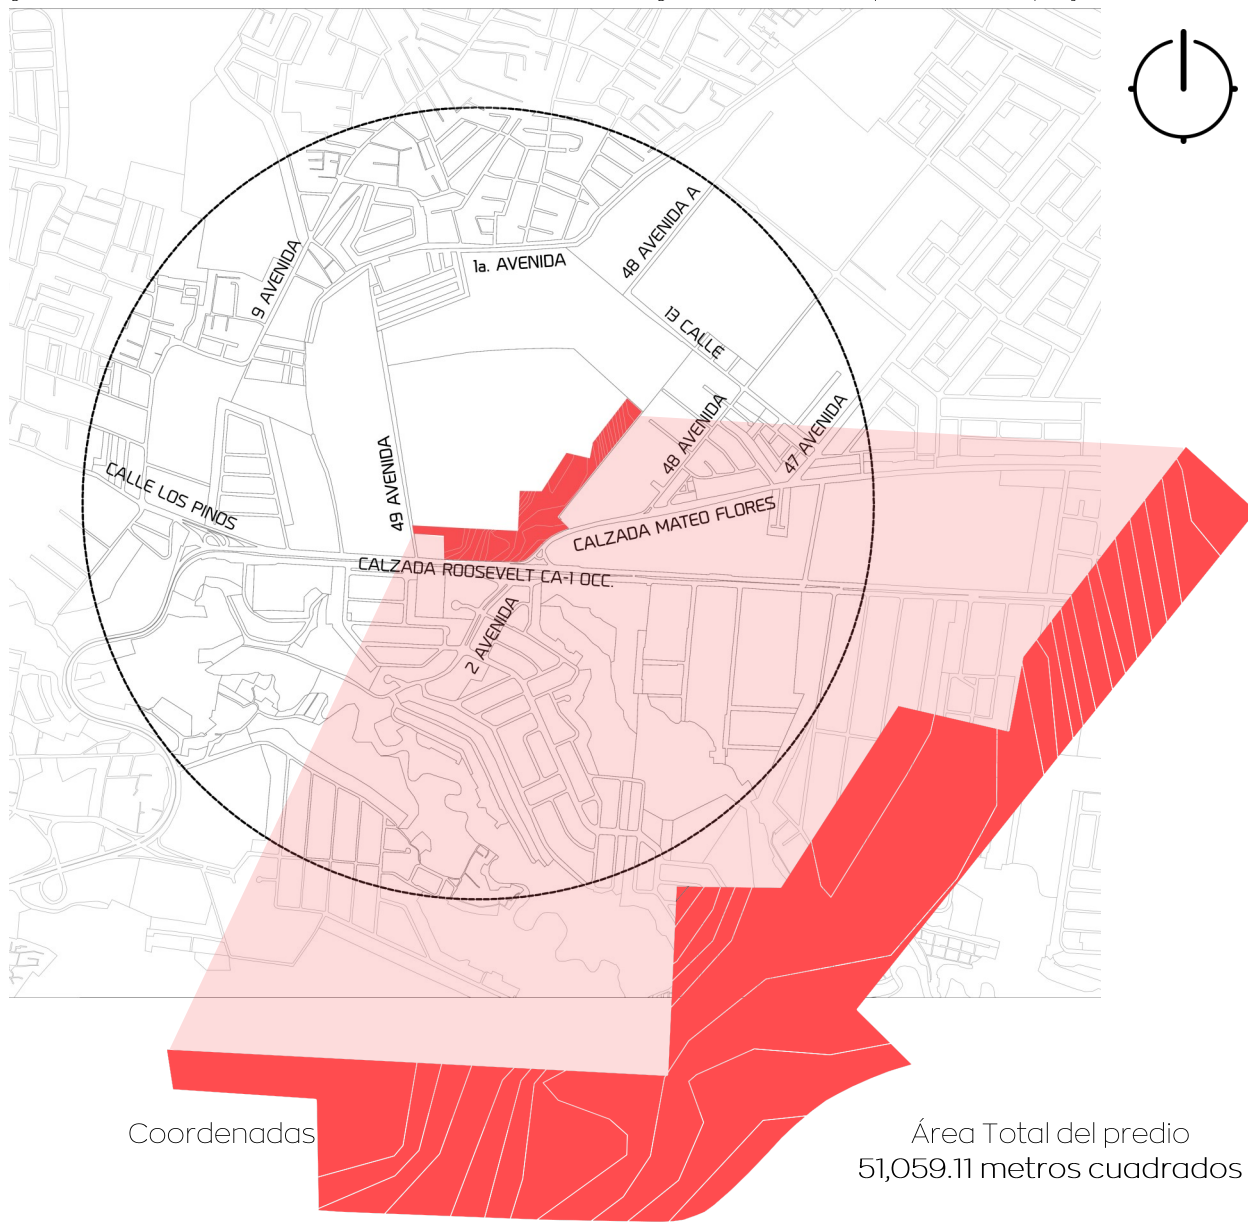 48 AVENIDA A
9 AVENIDA
1a. AVENIDA
13 CALLE
48 AVENIDA
47 AVENIDA
49 AVENIDA
CALLE LOS PINOS
CALZADA MATEO FLORES
CALZADA ROOSEVELT CA-1 OCC.
2 AVENIDA
Coordenadas
Área Total del predio
51,059.11 metros cuadrados